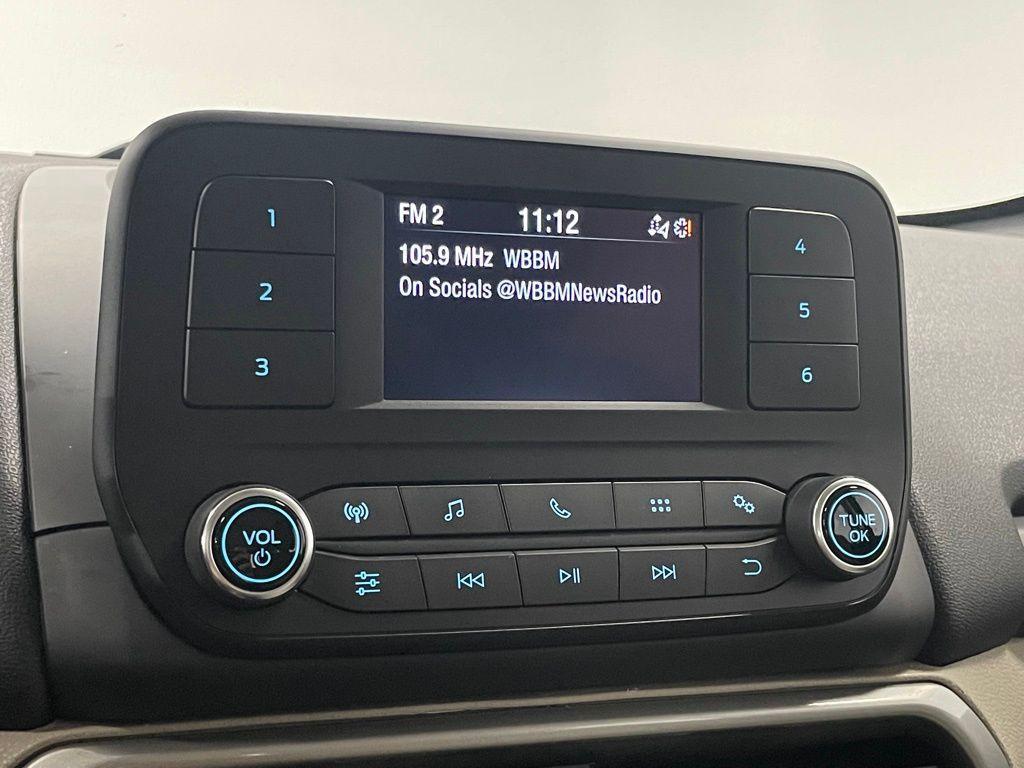 FM 2 11:12
105.9 MHz WBBM
On Socials @WBBMNewsRadio
1
2
3
4
5
6
VOL
TUNE
OK